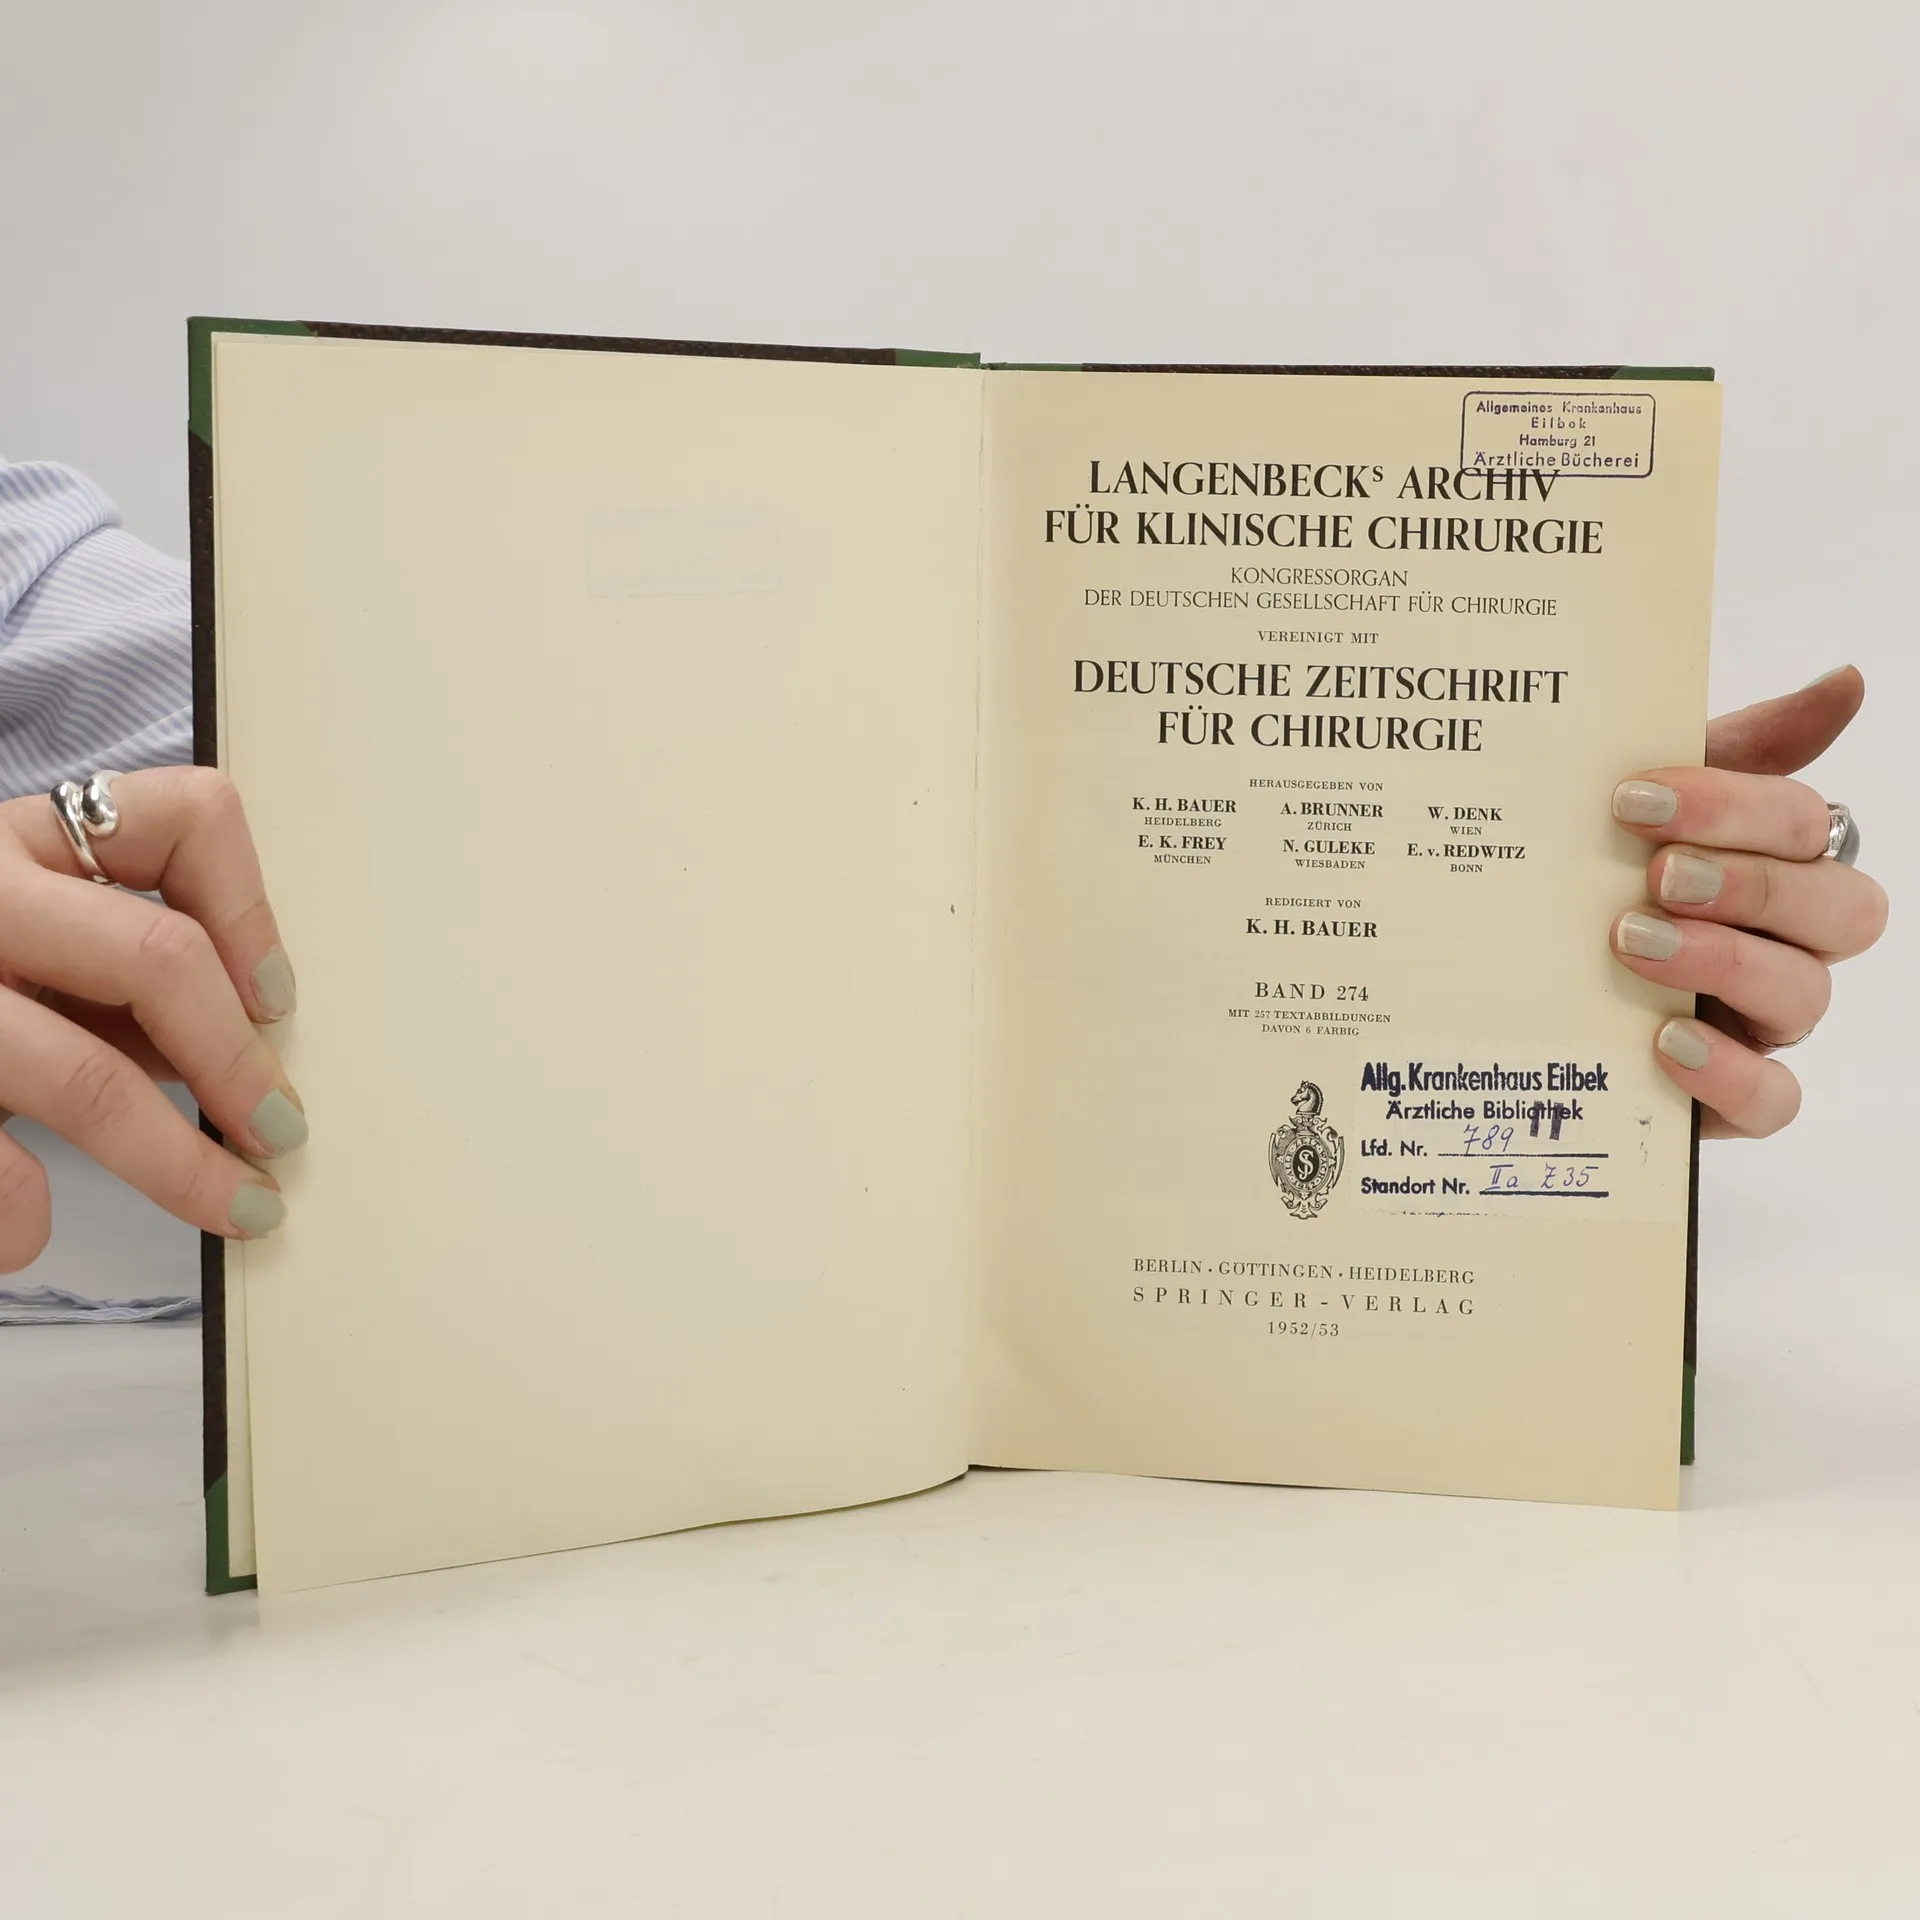 Allgemeines Krankenhaus
Eilbek
Hamburg 21
Ärztliche Bücherei
LANGENBECKs ARCHIV
FÜR KLINISCHE CHIRURGIE
KONGRESSORGAN
DER DEUTSCHEN GESELLSCHAFT FÜR CHIRURGIE
VEREINIGT MIT
DEUTSCHE ZEITSCHRIFT
FÜR CHIRURGIE
HERAUSGEGEBEN VON
K. H. BAUER A. BRUNNER W. DENK
HEIDELBERG ZÜRICH WIEN
E. K. FREY N. GULEKE E. v. REDWITZ
MÜNCHEN WIESBADEN BONN
REDIGIERT VON
K. H. BAUER
BAND 274
MIT 257 TEXTABBILDUNGEN
DAVON 6 FARBIG
Allg. Krankenhaus Eilbek
Ärztliche Bibliothek
Lfd. Nr. 789
Standort Nr. IIa Z 35
BERLIN · GÖTTINGEN · HEIDELBERG
SPRINGER-VERLAG
1952/53